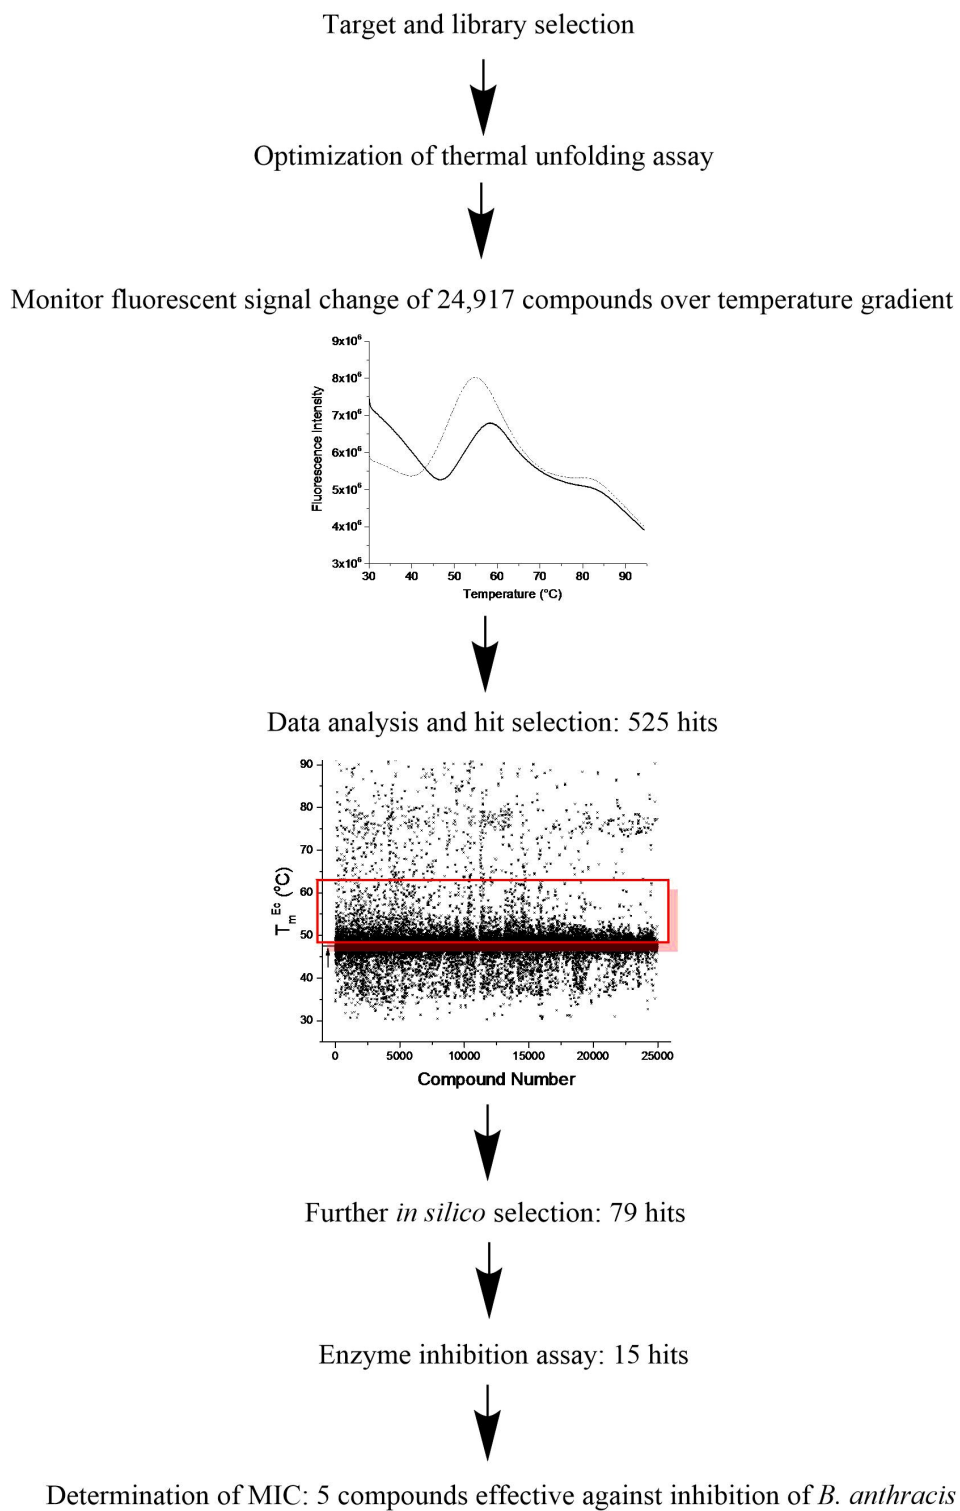 Target and library selection
Optimization of thermal unfolding assay
Monitor fluorescent signal change of 24,917 compounds over temperature gradient
9x10⁶
8x10⁶
7x10⁶
6x10⁶
5x10⁶
4x10⁶
3x10⁶
Fluorescence Intensity
30 40 50 60 70 80 90
Temperature (°C)
Data analysis and hit selection: 525 hits
90
80
70
60
50
40
30
Tₘᴱᶜ (°C)
0 5000 10000 15000 20000 25000
Compound Number
Further in silico selection: 79 hits
Enzyme inhibition assay: 15 hits
Determination of MIC: 5 compounds effective against inhibition of B. anthracis